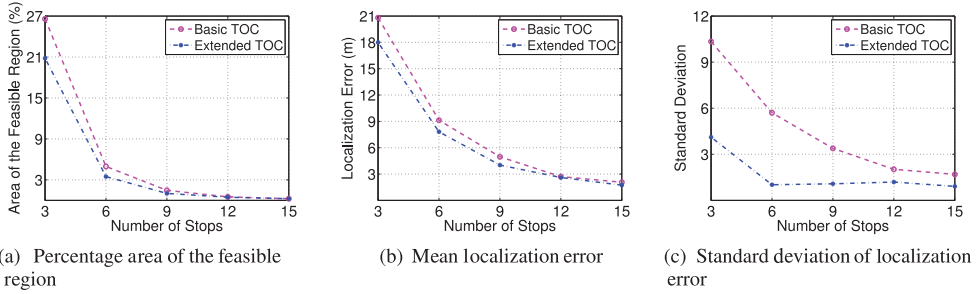 Area of the Feasible Region (%)
27
21
15
9
3
3 6 9 12 15
Number of Stops
Basic TOC
Extended TOC
(a) Percentage area of the feasible
region
Localization Error (m)
21
18
15
12
9
6
3
3 6 9 12 15
Number of Stops
Basic TOC
Extended TOC
(b) Mean localization error
Standard Deviation
12
9
6
3
3 6 9 12 15
Number of Stops
Basic TOC
Extended TOC
(c) Standard deviation of localization
error